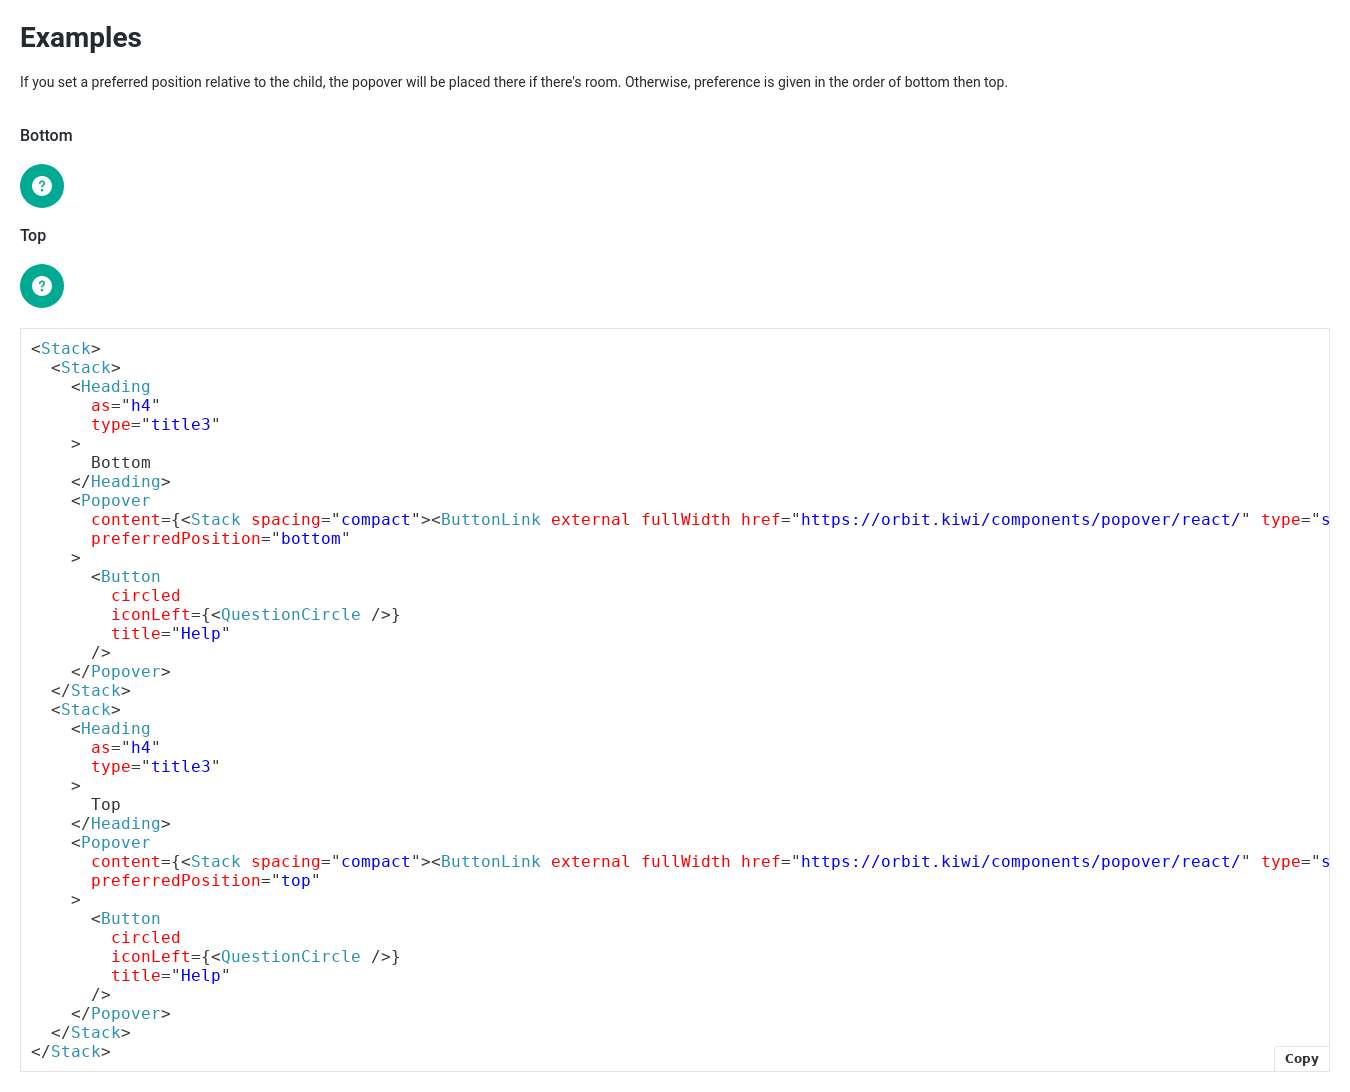 Examples
If you set a preferred position relative to the child, the popover will be placed there if there's room. Otherwise, preference is given in the order of bottom then top.
Bottom
?
Top
?
<Stack>
  <Stack>
    <Heading
      as="h4"
      type="title3"
    >
      Bottom
    </Heading>
    <Popover
      content={<Stack spacing="compact"><ButtonLink external fullWidth href="https://orbit.kiwi/components/popover/react/" type="s
      preferredPosition="bottom"
    >
      <Button
        circled
        iconLeft={<QuestionCircle />}
        title="Help"
      />
    </Popover>
  </Stack>
  <Stack>
    <Heading
      as="h4"
      type="title3"
    >
      Top
    </Heading>
    <Popover
      content={<Stack spacing="compact"><ButtonLink external fullWidth href="https://orbit.kiwi/components/popover/react/" type="s
      preferredPosition="top"
    >
      <Button
        circled
        iconLeft={<QuestionCircle />}
        title="Help"
      />
    </Popover>
  </Stack>
</Stack>
Copy